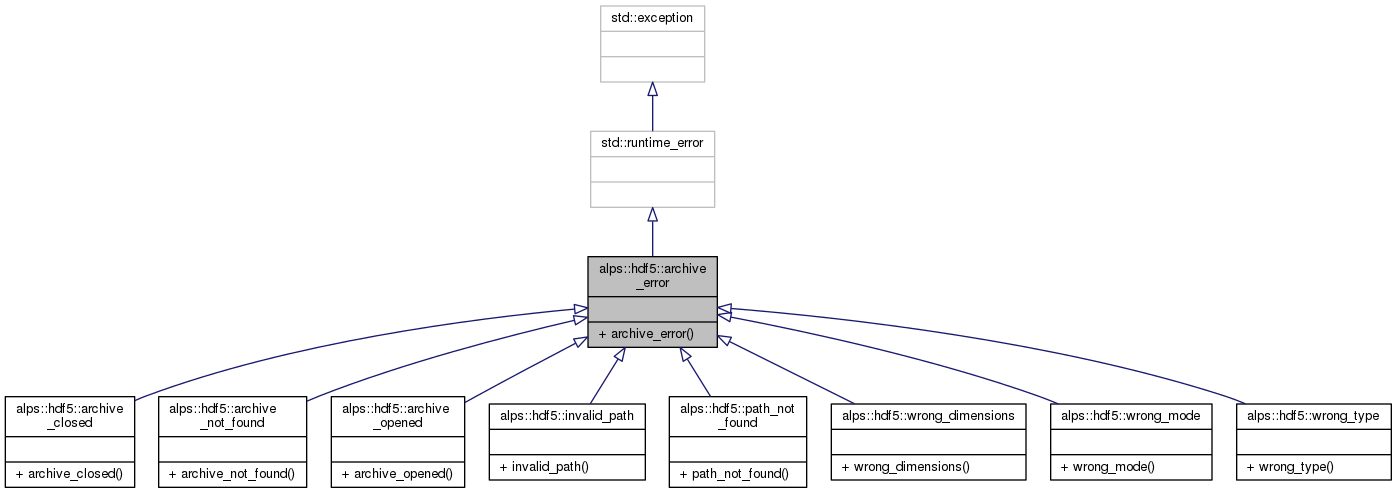 std::exception
std::runtime_error
alps::hdf5::archive
_error
+ archive_error()
alps::hdf5::archive
_closed
+ archive_closed()
alps::hdf5::archive
_not_found
+ archive_not_found()
alps::hdf5::archive
_opened
+ archive_opened()
alps::hdf5::invalid_path
+ invalid_path()
alps::hdf5::path_not
_found
+ path_not_found()
alps::hdf5::wrong_dimensions
+ wrong_dimensions()
alps::hdf5::wrong_mode
+ wrong_mode()
alps::hdf5::wrong_type
+ wrong_type()